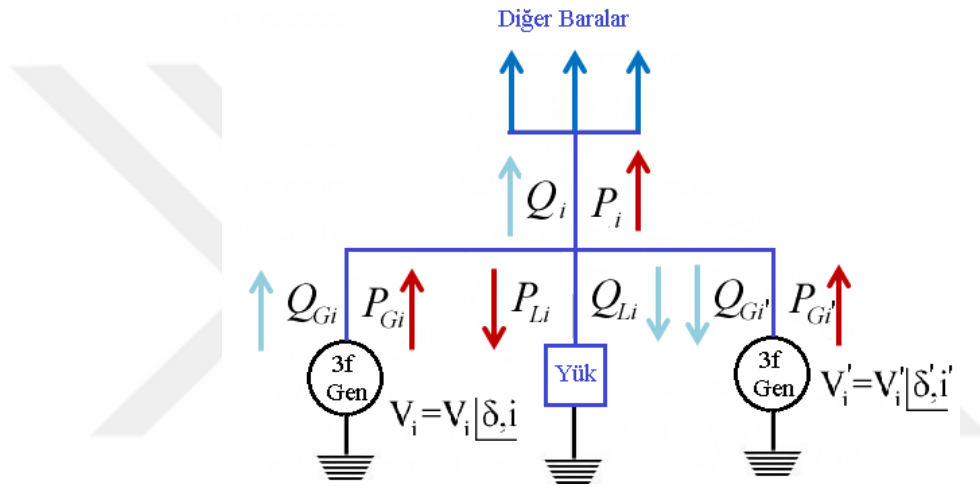 Diğer Baralar
Q_i P_i
Q_Gi P_Gi P_Li Q_Li Q_Gi' P_Gi'
3f Gen
Yük
3f Gen
V_i=V_i|δ,i
V_i'=V_i'|δ',i'